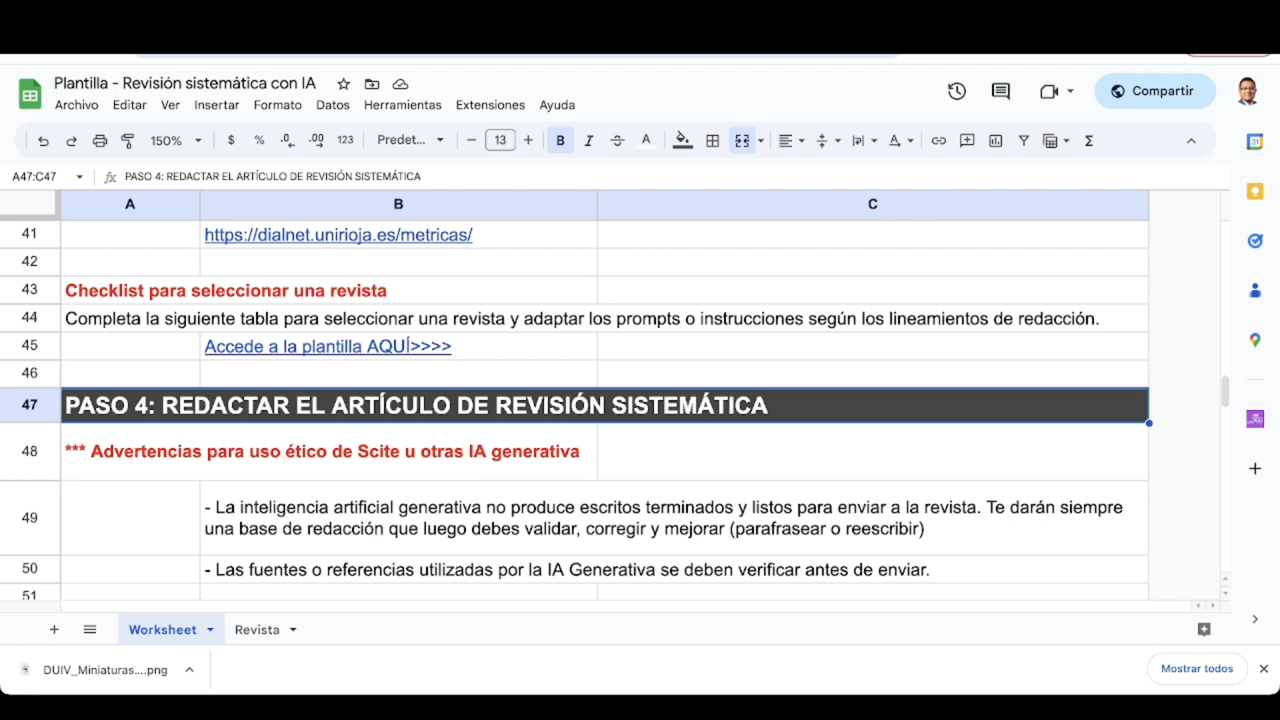 Plantilla - Revisión sistemática con IA
Archivo Editar Ver Insertar Formato Datos Herramientas Extensiones Ayuda
Compartir
150% $ % .0 .00 123 Predet... 13 B I A
A47:C47 fx PASO 4: REDACTAR EL ARTÍCULO DE REVISIÓN SISTEMÁTICA
A B C
41 https://dialnet.unirioja.es/metricas/
42
43 Checklist para seleccionar una revista
44 Completa la siguiente tabla para seleccionar una revista y adaptar los prompts o instrucciones según los lineamientos de redacción.
45 Accede a la plantilla AQUÍ>>>>
46
47 PASO 4: REDACTAR EL ARTÍCULO DE REVISIÓN SISTEMÁTICA
48 *** Advertencias para uso ético de Scite u otras IA generativa
49 - La inteligencia artificial generativa no produce escritos terminados y listos para enviar a la revista. Te darán siempre
una base de redacción que luego debes validar, corregir y mejorar (parafrasear o reescribir)
50 - Las fuentes o referencias utilizadas por la IA Generativa se deben verificar antes de enviar.
51
Worksheet Revista
DUIV_Miniaturas....png
Mostrar todos